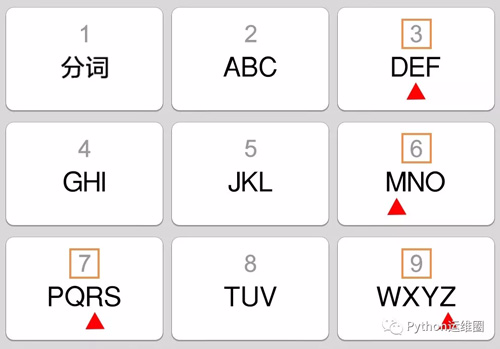 1
分词
2
ABC
3
DEF
4
GHI
5
JKL
6
MNO
7
PQRS
8
TUV
9
WXYZ
Python运维圈